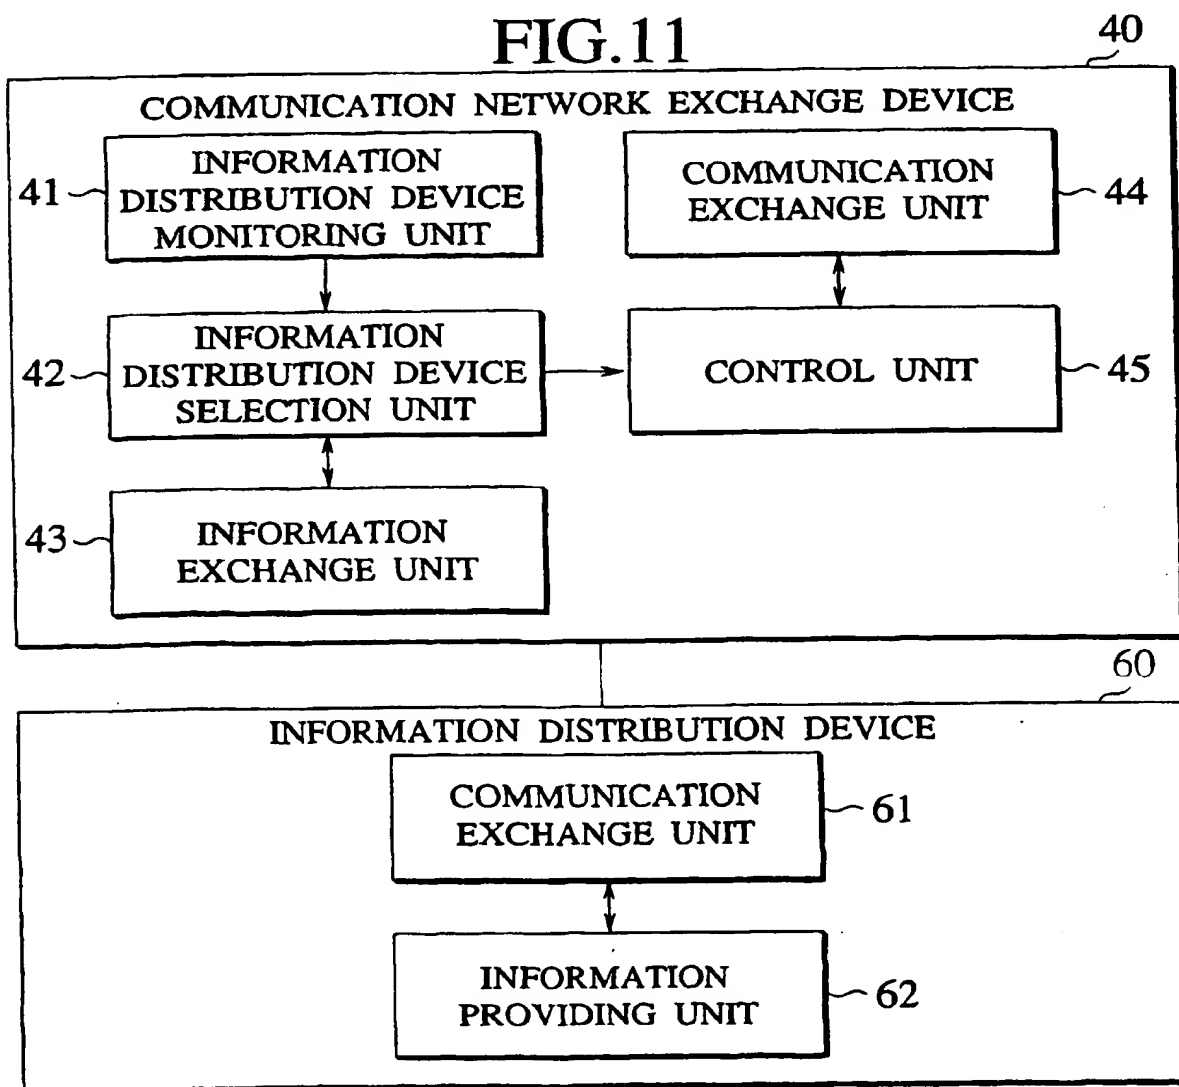 FIG.11
40
COMMUNICATION NETWORK EXCHANGE DEVICE
41
INFORMATION
DISTRIBUTION DEVICE
MONITORING UNIT
COMMUNICATION
EXCHANGE UNIT
44
42
INFORMATION
DISTRIBUTION DEVICE
SELECTION UNIT
CONTROL UNIT
45
43
INFORMATION
EXCHANGE UNIT
60
INFORMATION DISTRIBUTION DEVICE
COMMUNICATION
EXCHANGE UNIT
61
INFORMATION
PROVIDING UNIT
62